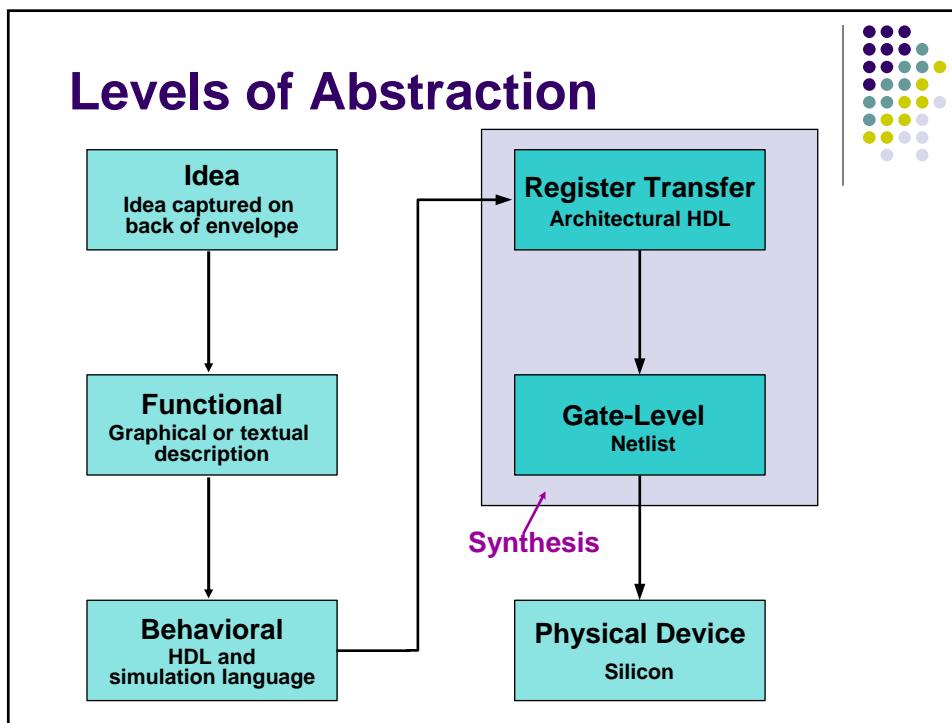 Levels of Abstraction
Idea
Idea captured on
back of envelope
Functional
Graphical or textual
description
Behavioral
HDL and
simulation language
Register Transfer
Architectural HDL
Gate-Level
Netlist
Synthesis
Physical Device
Silicon